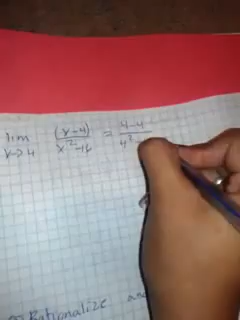 lim (x-4) / x²-16 = 4-4 / 4²
x→4
Rationalize